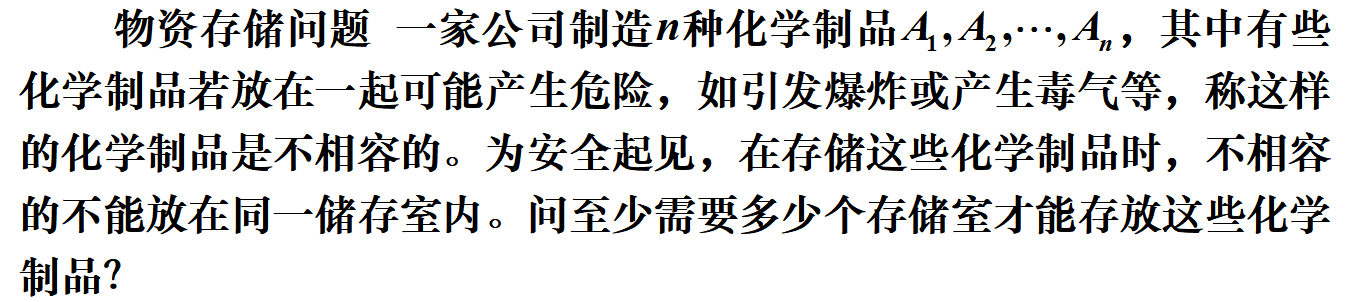 物资存储问题 一家公司制造n种化学制品A₁,A₂,⋯,Aₙ，其中有些
化学制品若放在一起可能产生危险，如引发爆炸或产生毒气等，称这样
的化学制品是不相容的。为安全起见，在存储这些化学制品时，不相容
的不能放在同一储存室内。问至少需要多少个存储室才能存放这些化学
制品？